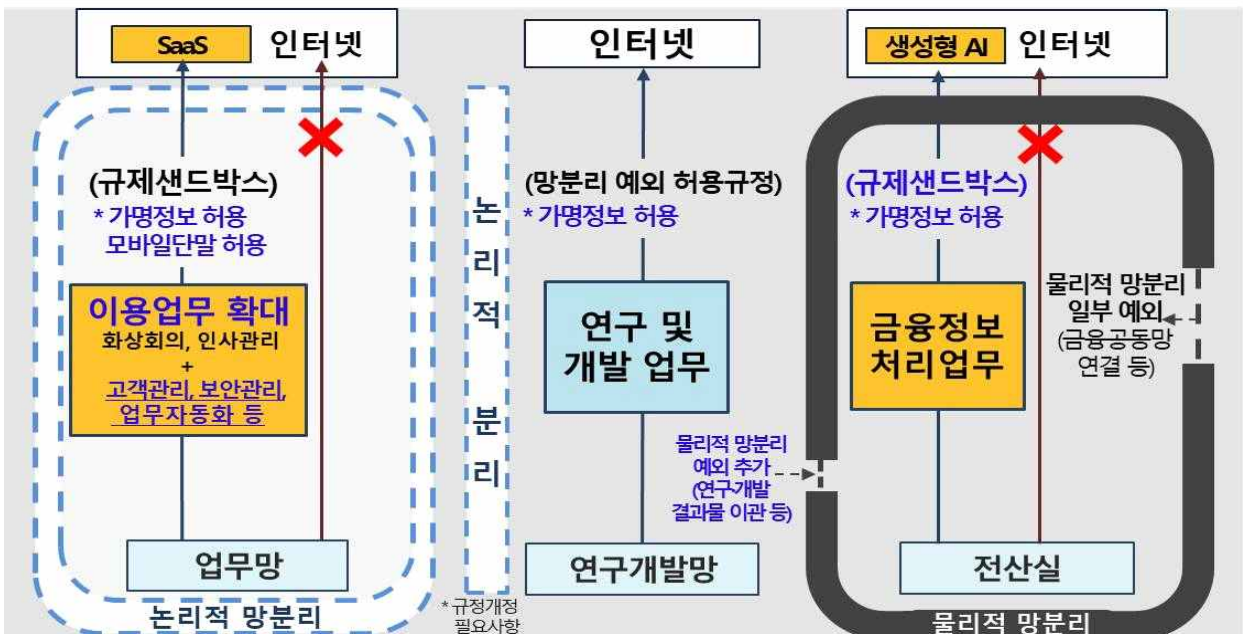 SaaS 인터넷
(규제샌드박스)
* 가명정보 허용
모바일단말 허용
이용업무 확대
화상회의, 인사관리
+
고객관리, 보안관리,
업무자동화 등
업무망
논리적 망분리
논리적 분리
* 규정개정
필요사항
인터넷
(망분리 예외 허용규정)
* 가명정보 허용
연구 및
개발 업무
연구개발망
물리적 망분리
예외 추가
(연구·개발
결과물 이관 등)
생성형 AI 인터넷
(규제샌드박스)
* 가명정보 허용
금융정보
처리업무
물리적 망분리
일부 예외
(금융공동망
연결 등)
전산실
물리적 망분리